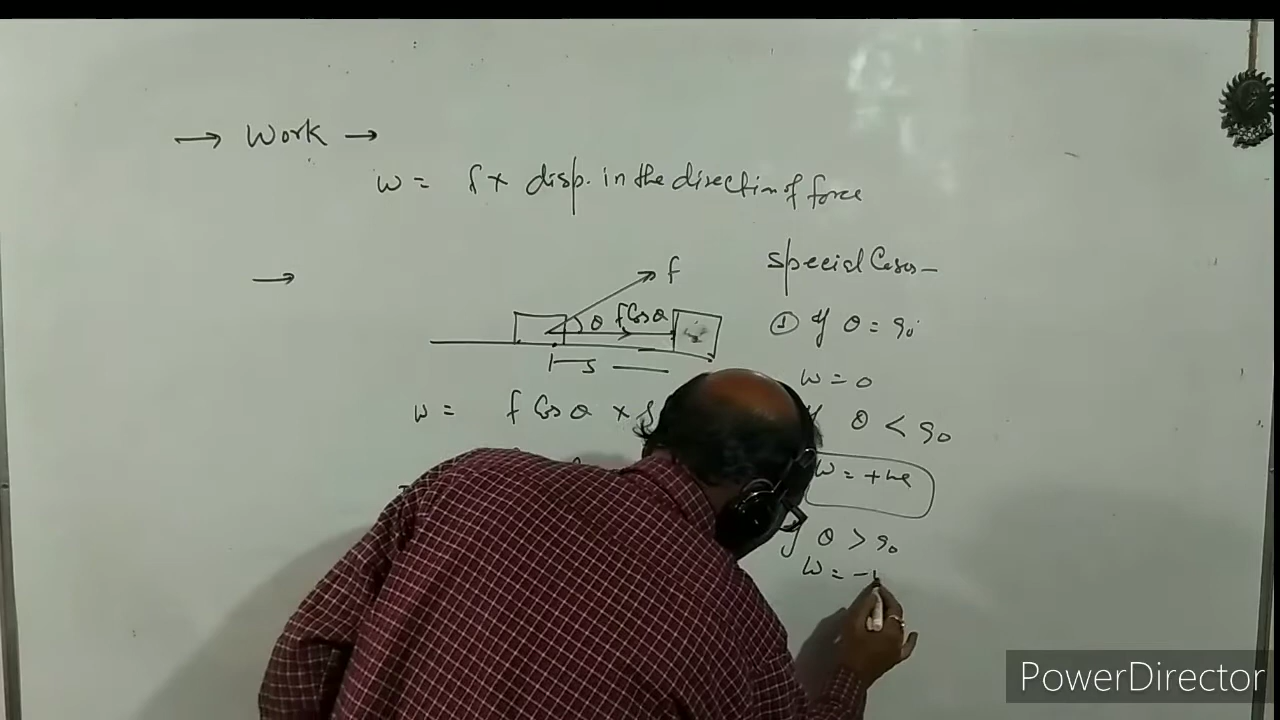 → Work →
W = f × disp. in the direction of force
→
f
θ
f Cos θ
s
W = f Cos θ × s
Special Cases –
① If θ = 90°
W = 0
θ < 90
W = +ve
If θ > 90
W = –
PowerDirector